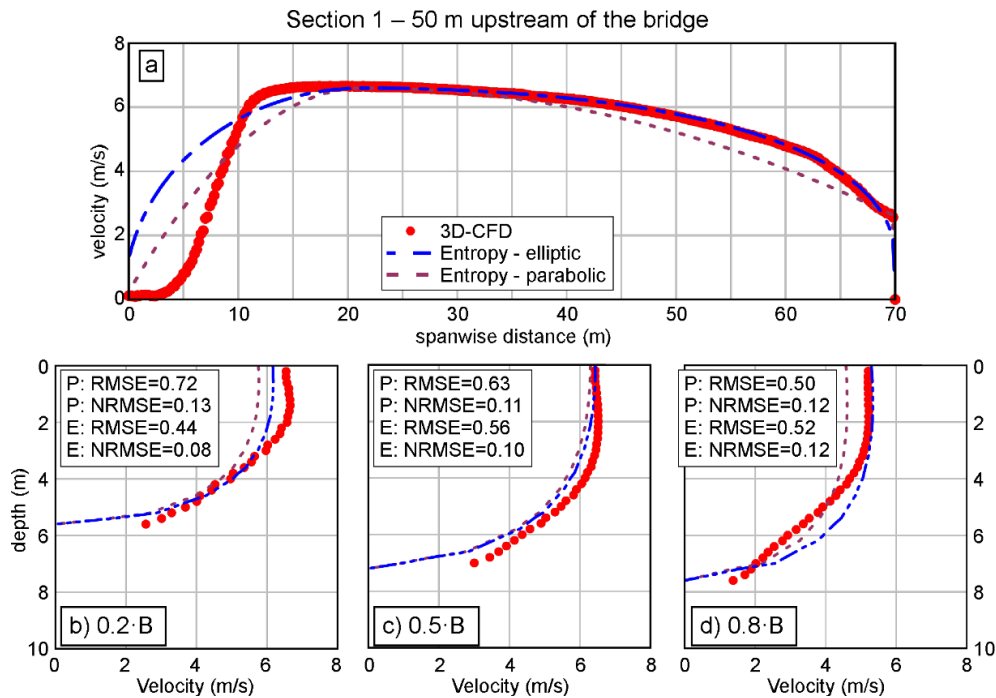 Section 1 – 50 m upstream of the bridge
a
8
6
4
2
0
velocity (m/s)
3D-CFD
Entropy - elliptic
Entropy - parabolic
0 10 20 30 40 50 60 70
spanwise distance (m)
0
2
4
6
8
10
depth (m)
P: RMSE=0.72
P: NRMSE=0.13
E: RMSE=0.44
E: NRMSE=0.08
b) 0.2·B
0 2 4 6 8
Velocity (m/s)
P: RMSE=0.63
P: NRMSE=0.11
E: RMSE=0.56
E: NRMSE=0.10
c) 0.5·B
0 2 4 6 8
Velocity (m/s)
P: RMSE=0.50
P: NRMSE=0.12
E: RMSE=0.52
E: NRMSE=0.12
d) 0.8·B
0 2 4 6 8
Velocity (m/s)
0
2
4
6
8
10